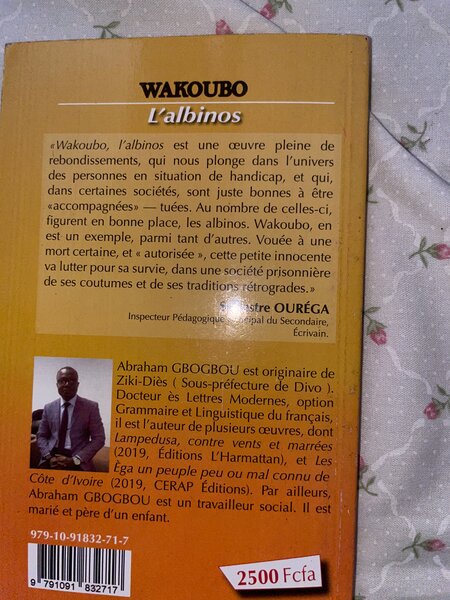 WAKOUBO
L'albinos
«Wakoubo, l'albinos est une œuvre pleine de
rebondissements, qui nous plonge dans l'univers
des personnes en situation de handicap, et qui,
dans certaines sociétés, sont juste bonnes à être
«accompagnées» — tuées. Au nombre de celles-ci,
figurent en bonne place, les albinos. Wakoubo, en
est un exemple, parmi tant d'autres. Vouée à une
mort certaine, et « autorisée », cette petite innocente
va lutter pour sa survie, dans une société prisonnière
de ses coutumes et de ses traditions rétrogrades.»
OURÉGA
Inspecteur Pédagogique du Secondaire,
Écrivain.
Abraham GBOGBOU est originaire de
Ziki-Diès ( Sous-préfecture de Divo ).
Docteur ès Lettres Modernes, option
Grammaire et Linguistique du français,
il est l'auteur de plusieurs œuvres, dont
Lampedusa, contre vents et marrées
(2019, Éditions L'Harmattan), et Les
Èga un peuple peu ou mal connu de
Côte d'Ivoire (2019, CERAP Éditions). Par ailleurs,
Abraham GBOGBOU est un travailleur social. Il est
marié et père d'un enfant.
979-10-91832-71-7
9 791091 832717
2500 Fcfa